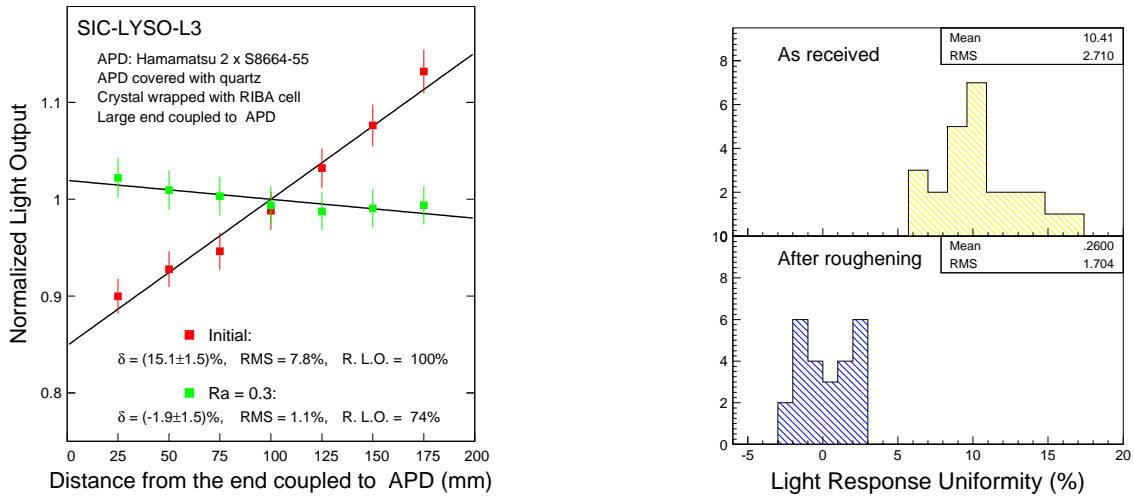 SIC-LYSO-L3
APD: Hamamatsu 2 x S8664-55
APD covered with quartz
Crystal wrapped with RIBA cell
Large end coupled to APD
Normalized Light Output
1.1
1
0.9
0.8
Initial:
δ = (15.1±1.5)%, RMS = 7.8%, R. L.O. = 100%
Ra = 0.3:
δ = (-1.9±1.5)%, RMS = 1.1%, R. L.O. = 74%
0 25 50 75 100 125 150 175 200
Distance from the end coupled to APD (mm)
As received
Mean 10.41
RMS 2.710
8
6
4
2
0
After roughening
Mean .2600
RMS 1.704
10
8
6
4
2
0
-5 0 5 10 15 20
Light Response Uniformity (%)